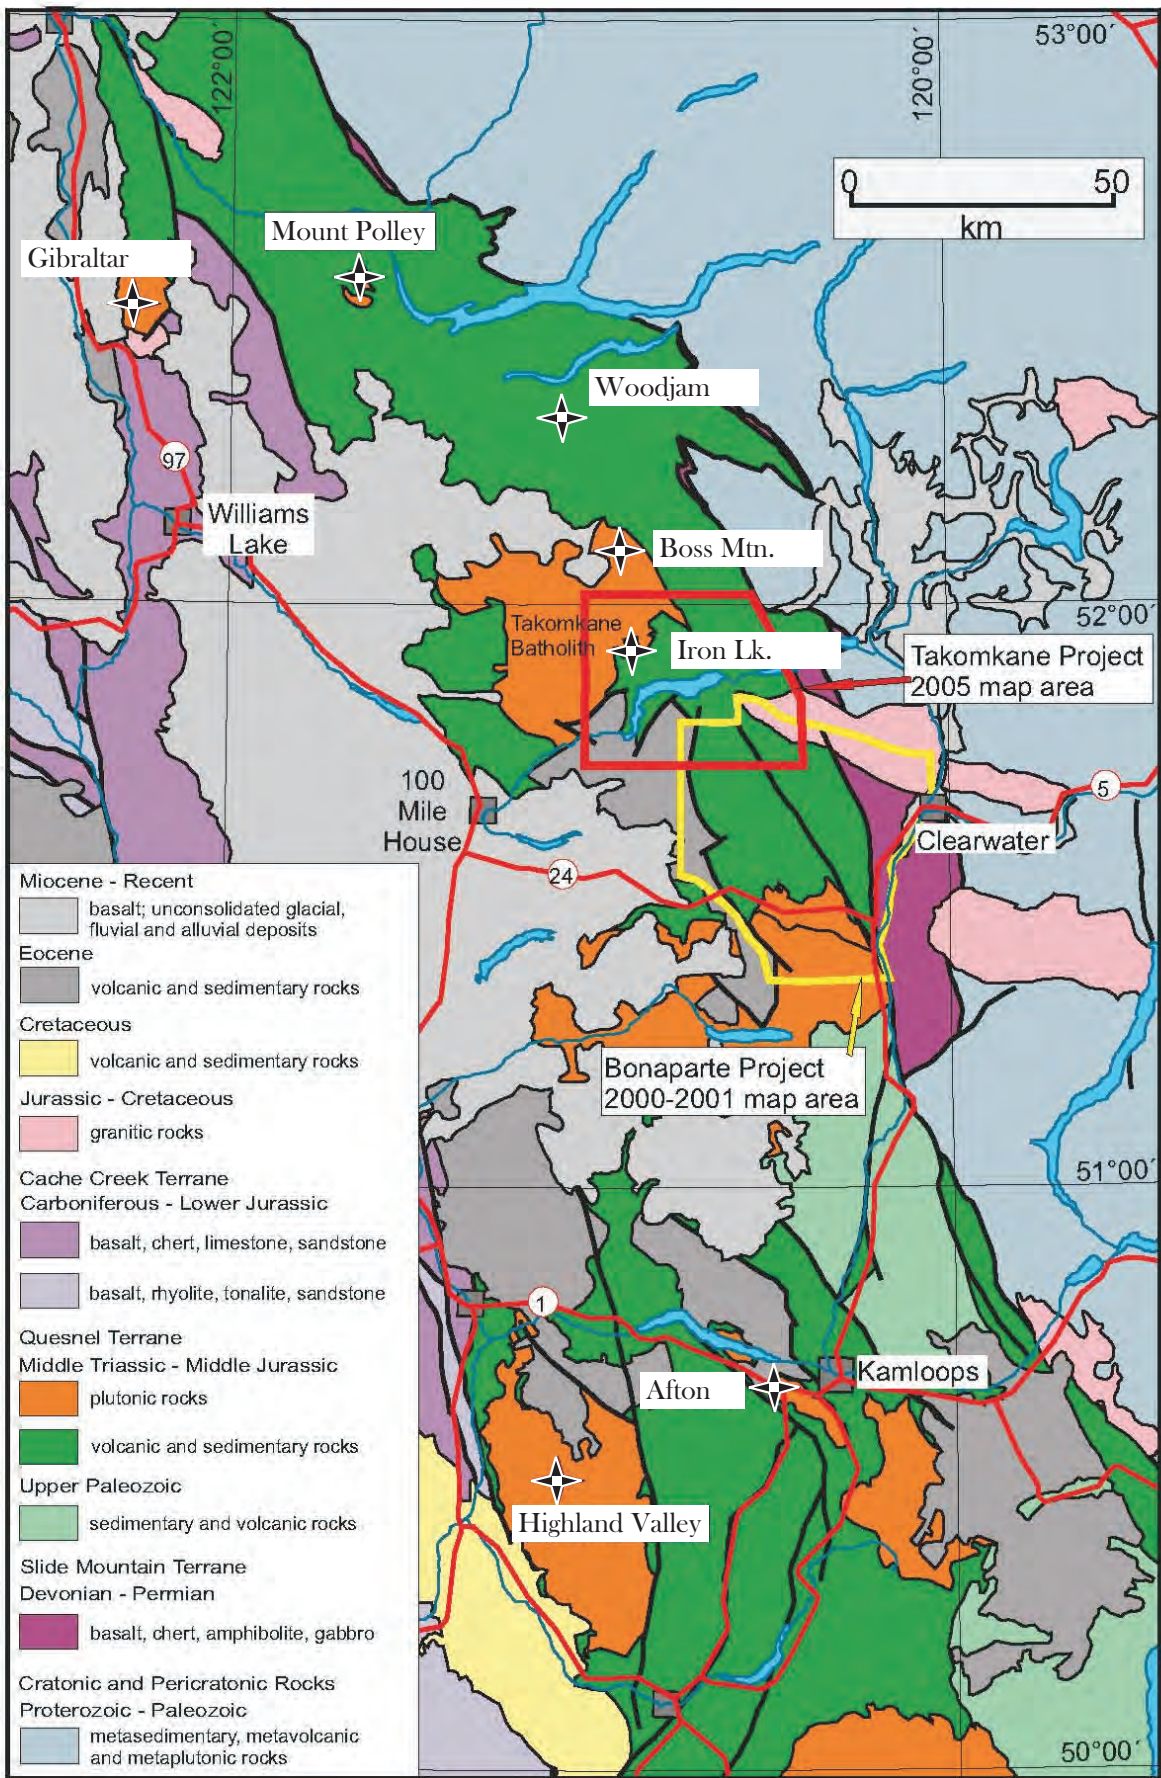 53°00´
122°00´
120°00´
0 50
km
Mount Polley
Gibraltar
Woodjam
97
Williams
Lake
Boss Mtn.
52°00´
Takomkane
Batholith
Iron Lk.
Takomkane Project
2005 map area
100
Mile
House
5
Clearwater
24
Bonaparte Project
2000-2001 map area
51°00´
1
Kamloops
Afton
Highland Valley
50°00´
Miocene - Recent
basalt; unconsolidated glacial,
fluvial and alluvial deposits
Eocene
volcanic and sedimentary rocks
Cretaceous
volcanic and sedimentary rocks
Jurassic - Cretaceous
granitic rocks
Cache Creek Terrane
Carboniferous - Lower Jurassic
basalt, chert, limestone, sandstone
basalt, rhyolite, tonalite, sandstone
Quesnel Terrane
Middle Triassic - Middle Jurassic
plutonic rocks
volcanic and sedimentary rocks
Upper Paleozoic
sedimentary and volcanic rocks
Slide Mountain Terrane
Devonian - Permian
basalt, chert, amphibolite, gabbro
Cratonic and Pericratonic Rocks
Proterozoic - Paleozoic
metasedimentary, metavolcanic
and metaplutonic rocks